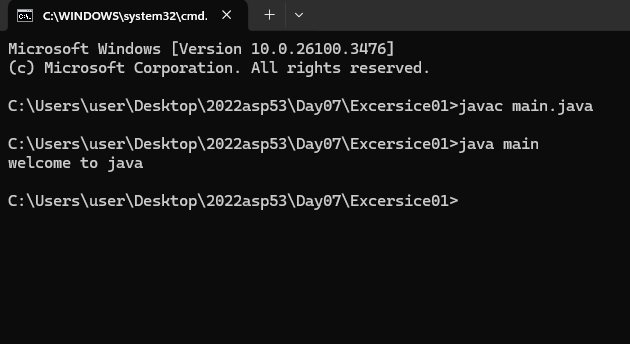 C:\WINDOWS\system32\cmd.
Microsoft Windows [Version 10.0.26100.3476]
(c) Microsoft Corporation. All rights reserved.
C:\Users\user\Desktop\2022asp53\Day07\Excersice01>javac main.java
C:\Users\user\Desktop\2022asp53\Day07\Excersice01>java main
welcome to java
C:\Users\user\Desktop\2022asp53\Day07\Excersice01>